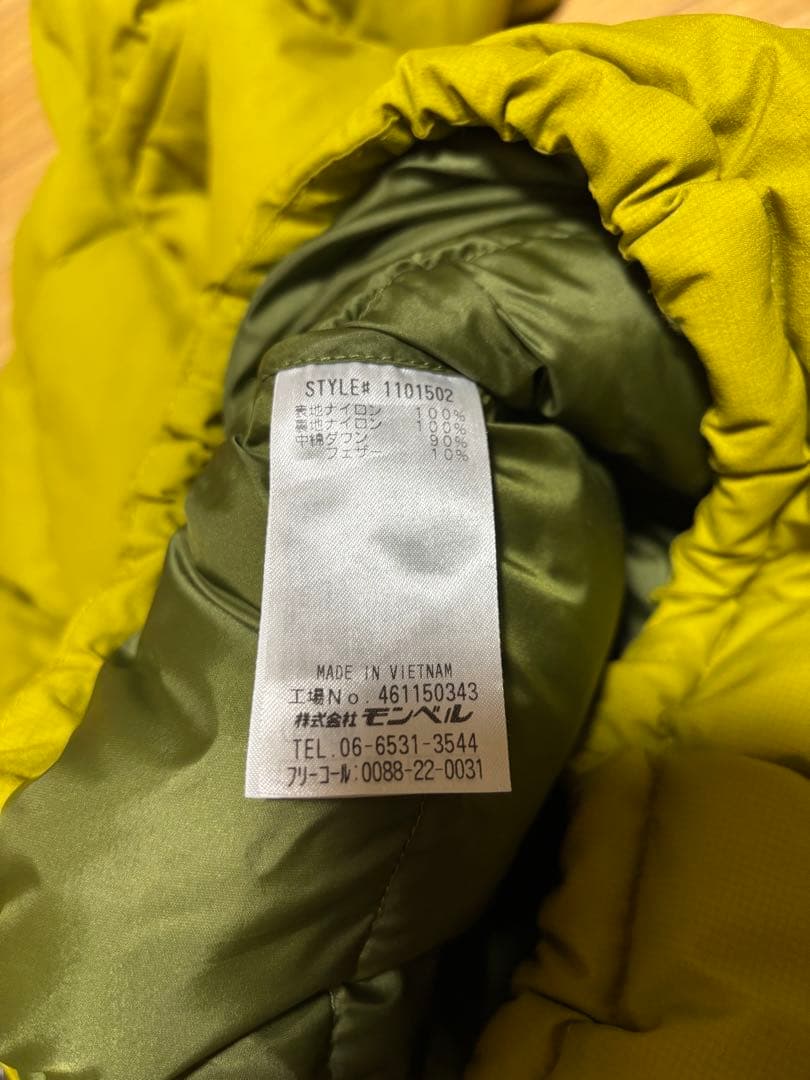 STYLE# 1101502
表地ナイロン 100%
裏地ナイロン 100%
中綿ダウン 90%
フェザー 10%
MADE IN VIETNAM
工場No. 461150343
株式会社モンベル
TEL. 06-6531-3544
フリーコール:0088-22-0031